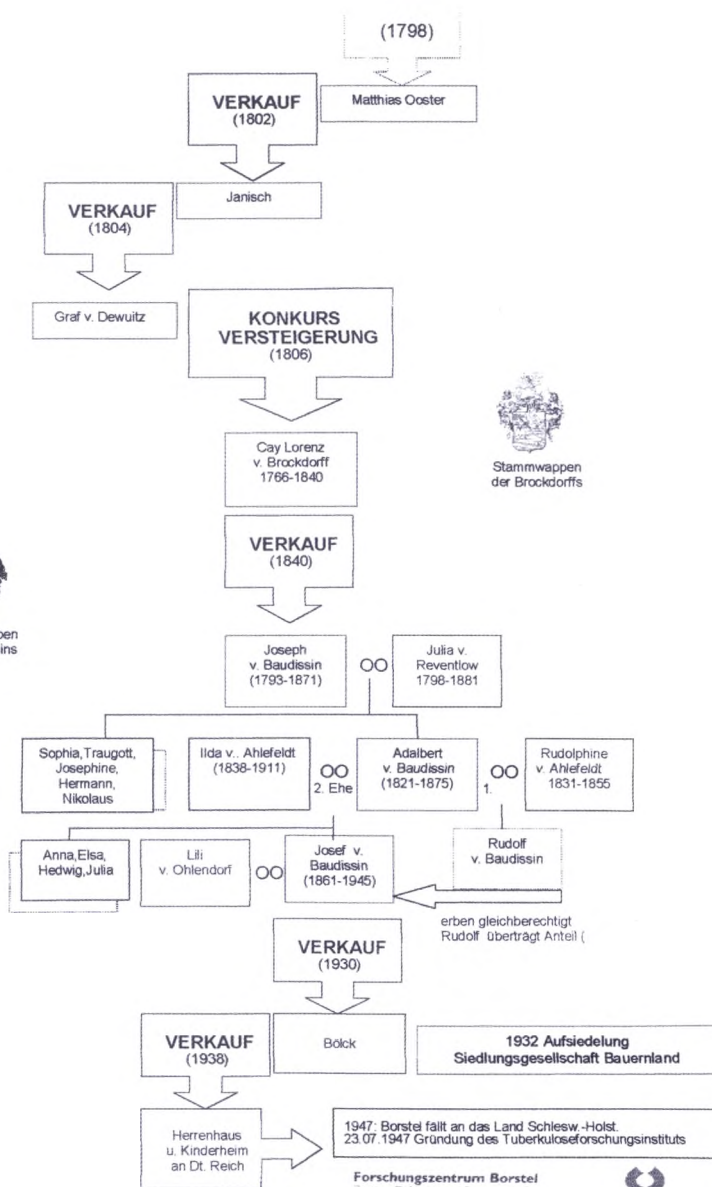 (1798)
VERKAUF
(1802)
Matthias Ooster
VERKAUF
(1804)
Janisch
Graf v. Dewuitz
KONKURS
VERSTEIGERUNG
(1806)
Cay Lorenz
v. Brockdorff
1766-1840
Stammwappen
der Brockdorffs
VERKAUF
(1840)
Joseph
v. Baudissin
(1793-1871)
OO
Julia v.
Reventlow
1798-1881
Sophia,Traugott,
Josephine,
Hermann,
Nikolaus
Ilda v.. Ahlefeldt
(1838-1911)
OO
2. Ehe
Adalbert
v. Baudissin
(1821-1875)
OO
1.
Rudolphine
v. Ahlefeldt
1831-1855
Anna,Elsa,
Hedwig,Julia
Lili
v. Ohlendorf
OO
Josef v.
Baudissin
(1861-1945)
Rudolf
v. Baudissin
erben gleichberechtigt
Rudolf überträgt Anteil (
VERKAUF
(1930)
VERKAUF
(1938)
Bölck
1932 Aufsiedelung
Siedlungsgesellschaft Bauernland
Herrenhaus
u. Kinderheim
an Dt. Reich
1947: Borstel fällt an das Land Schlesw.-Holst.
23.07.1947 Gründung des Tuberkuloseforschungsinstituts
Forschungszentrum Borstel